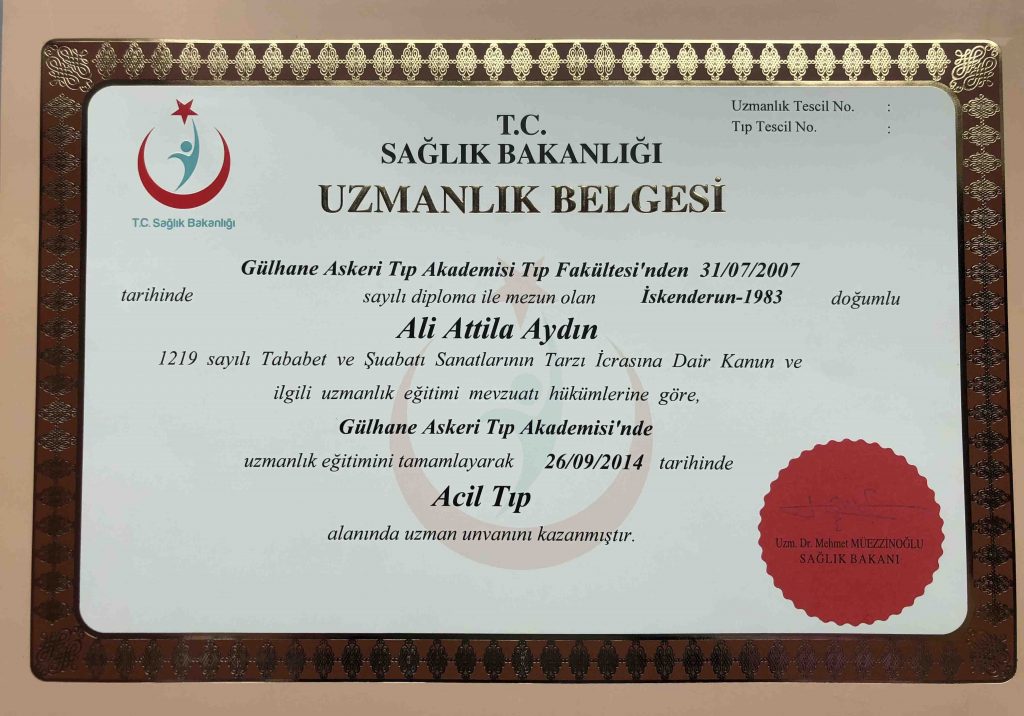 Uzmanlık Tescil No. :
Tıp Tescil No. :
T.C. Sağlık Bakanlığı
T.C.
SAĞLIK BAKANLIĞI
UZMANLIK BELGESİ
Gülhane Askeri Tıp Akademisi Tıp Fakültesi'nden 31/07/2007
tarihinde sayılı diploma ile mezun olan İskenderun-1983 doğumlu
Ali Attila Aydın
1219 sayılı Tababet ve Şuabatı Sanatlarının Tarzı İcrasına Dair Kanun ve
ilgili uzmanlık eğitimi mevzuatı hükümlerine göre,
Gülhane Askeri Tıp Akademisi'nde
uzmanlık eğitimini tamamlayarak 26/09/2014 tarihinde
Acil Tıp
alanında uzman unvanını kazanmıştır.
Uzm. Dr. Mehmet MÜEZZİNOĞLU
SAĞLIK BAKANI